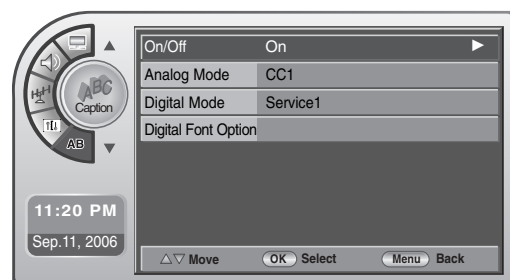 On/Off On
Analog Mode CC1
Digital Mode Service1
Digital Font Option
ABC
Caption
AB
11:20 PM
Sep.11, 2006
Move OK Select Menu Back